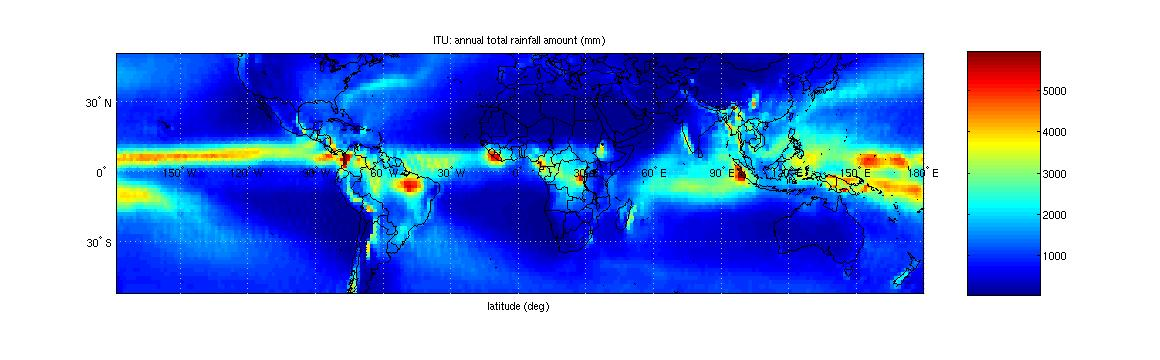 ITU: annual total rainfall amount (mm)
30° N
0°
30° S
150° W
90° W
60° W
30° W
0°
30° E
60° E
90° E
120° E
150° E
180° E
latitude (deg)
5000
4000
3000
2000
1000